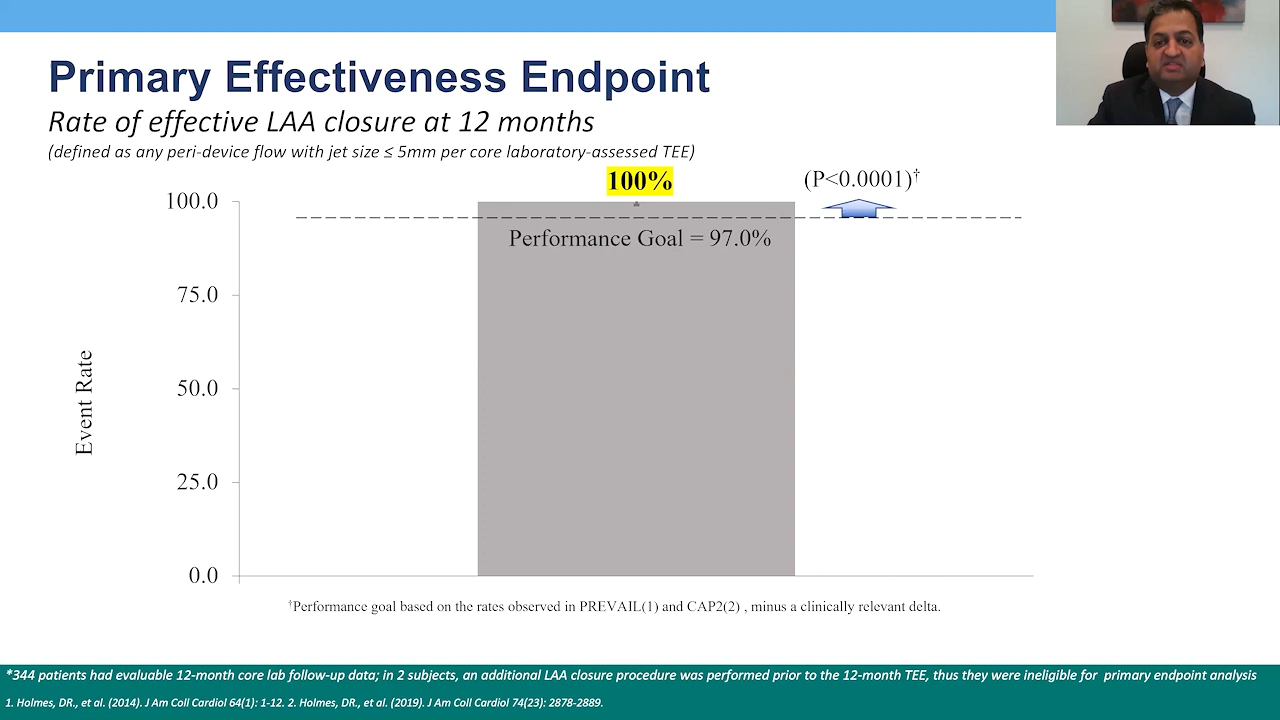 Primary Effectiveness Endpoint
Rate of effective LAA closure at 12 months
(defined as any peri-device flow with jet size ≤ 5mm per core laboratory-assessed TEE)
100%
(P<0.0001)†
100.0
Performance Goal = 97.0%
75.0
50.0
25.0
0.0
Event Rate
†Performance goal based on the rates observed in PREVAIL(1) and CAP2(2) , minus a clinically relevant delta.
*344 patients had evaluable 12-month core lab follow-up data; in 2 subjects, an additional LAA closure procedure was performed prior to the 12-month TEE, thus they were ineligible for primary endpoint analysis
1. Holmes, DR., et al. (2014). J Am Coll Cardiol 64(1): 1-12. 2. Holmes, DR., et al. (2019). J Am Coll Cardiol 74(23): 2878-2889.